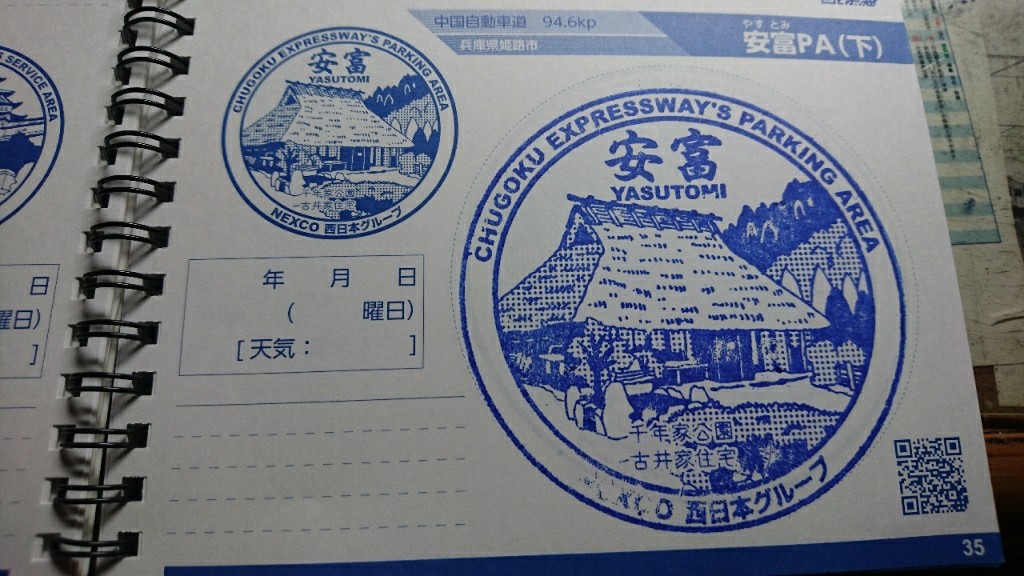 S SERVICE AREA
日
曜日)
]
中国自動車道 94.6kp
兵庫県姫路市
やす とみ
安富PA(下)
CHUGOKU EXPRESSWAY'S PARKING AREA
安富
YASUTOMI
古井家住宅
NEXCO 西日本グループ
年 月 日
( 曜日)
[ 天気: ]
CHUGOKU EXPRESSWAY'S PARKING AREA
安富
YASUTOMI
千年家公園
古井家住宅
NEXCO 西日本グループ
35